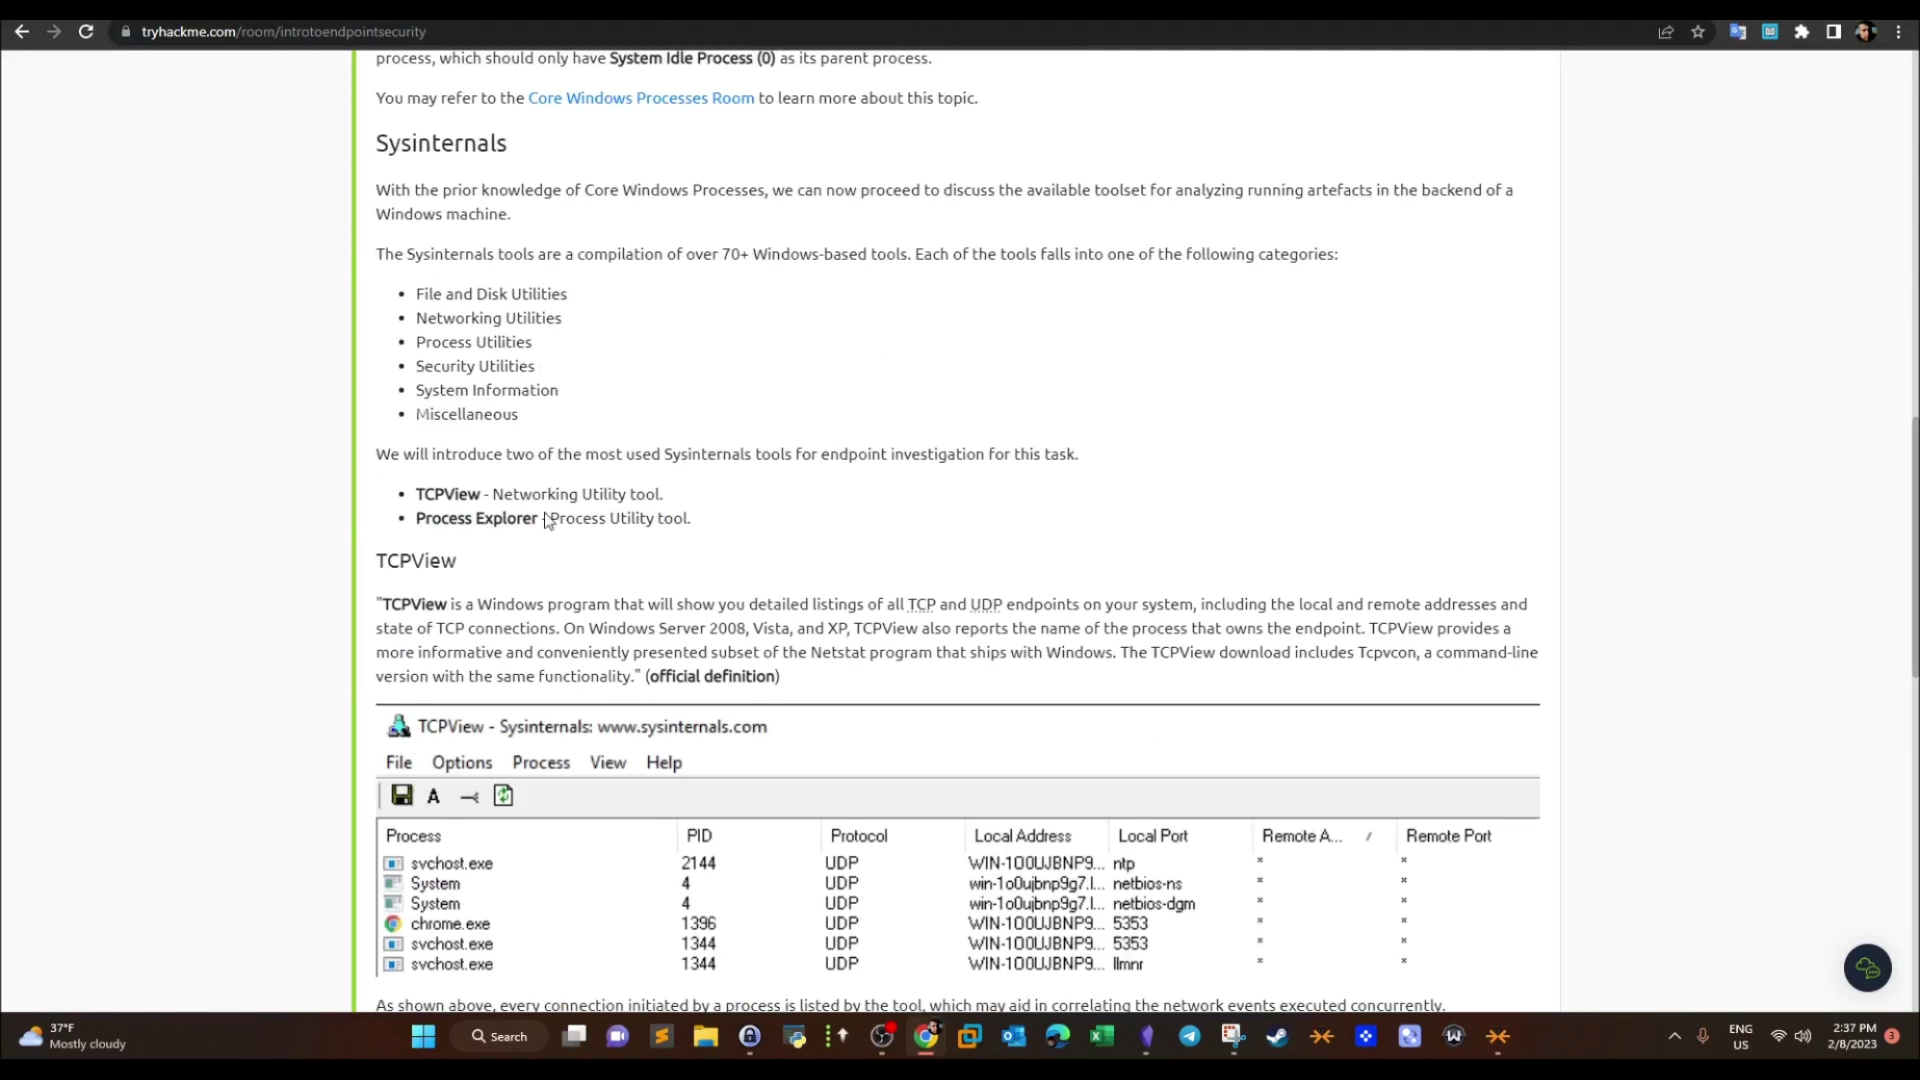 tryhackme.com/room/introtoendpointsecurity
process, which should only have System Idle Process (0) as its parent process.
You may refer to the Core Windows Processes Room to learn more about this topic.
Sysinternals
With the prior knowledge of Core Windows Processes, we can now proceed to discuss the available toolset for analyzing running artefacts in the backend of a
Windows machine.
The Sysinternals tools are a compilation of over 70+ Windows-based tools. Each of the tools falls into one of the following categories:
• File and Disk Utilities
• Networking Utilities
• Process Utilities
• Security Utilities
• System Information
• Miscellaneous
We will introduce two of the most used Sysinternals tools for endpoint investigation for this task.
• TCPView - Networking Utility tool.
• Process Explorer - Process Utility tool.
TCPView
"TCPView is a Windows program that will show you detailed listings of all TCP and UDP endpoints on your system, including the local and remote addresses and
state of TCP connections. On Windows Server 2008, Vista, and XP, TCPView also reports the name of the process that owns the endpoint. TCPView provides a
more informative and conveniently presented subset of the Netstat program that ships with Windows. The TCPView download includes Tcpvcon, a command-line
version with the same functionality." (official definition)
TCPView - Sysinternals: www.sysinternals.com
File Options Process View Help
A
Process PID Protocol Local Address Local Port Remote A... / Remote Port
svchost.exe 2144 UDP WIN-1O0UJBNP9... ntp * *
System 4 UDP win-1o0ujbnp9g7.l... netbios-ns * *
System 4 UDP win-1o0ujbnp9g7.l... netbios-dgm * *
chrome.exe 1396 UDP WIN-1O0UJBNP9... 5353 * *
svchost.exe 1344 UDP WIN-1O0UJBNP9... 5353 * *
svchost.exe 1344 UDP WIN-1O0UJBNP9... llmnr * *
As shown above, every connection initiated by a process is listed by the tool, which may aid in correlating the network events executed concurrently.
37°F
Mostly cloudy
Search
ENG
US
2:37 PM
2/8/2023
3